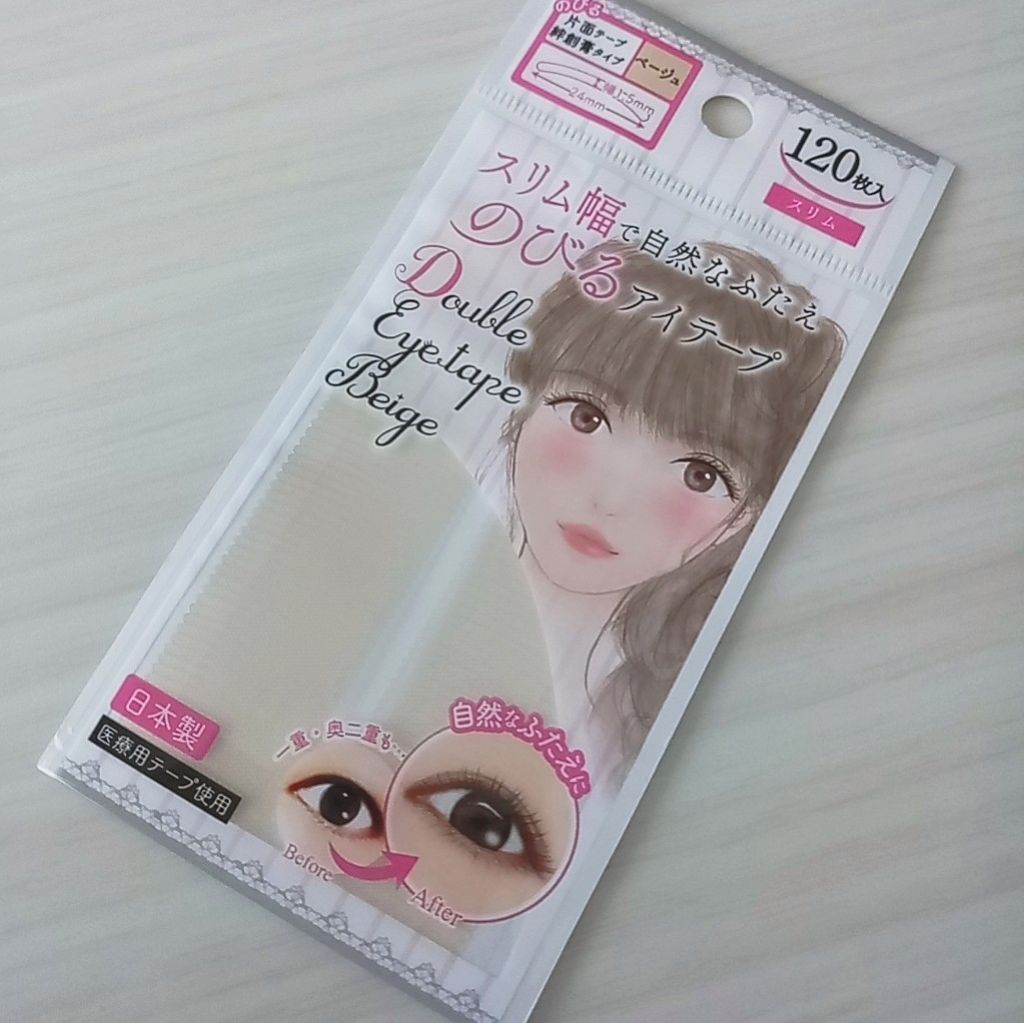 のびる
片面テープ
絆創膏タイプ
ベージュ
24mm
120枚入
スリム
スリム幅で自然なふたえ
のびるアイテープ
Double
Eye tape
Beige
日本製
医療用テープ使用
一重・奥二重も…
自然なふたえに
Before
After